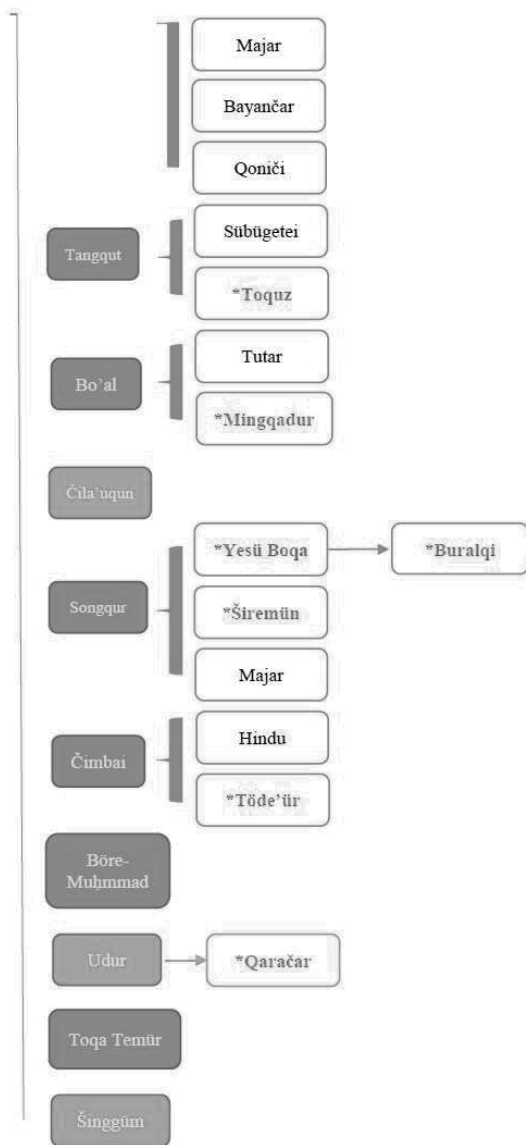 Majar
Bayančar
Qoniči
Tangqut
Sübügetei
*Toquz
Bo’al
Tutar
*Mingqadur
Čila’uqun
*Yesü Boqa
*Buralqi
Songqur
*Širemün
Majar
Čimbai
Hindu
*Töde’ür
Böre-
Muḥmmad
Udur
*Qaračar
Toqa Temür
Šinggüm